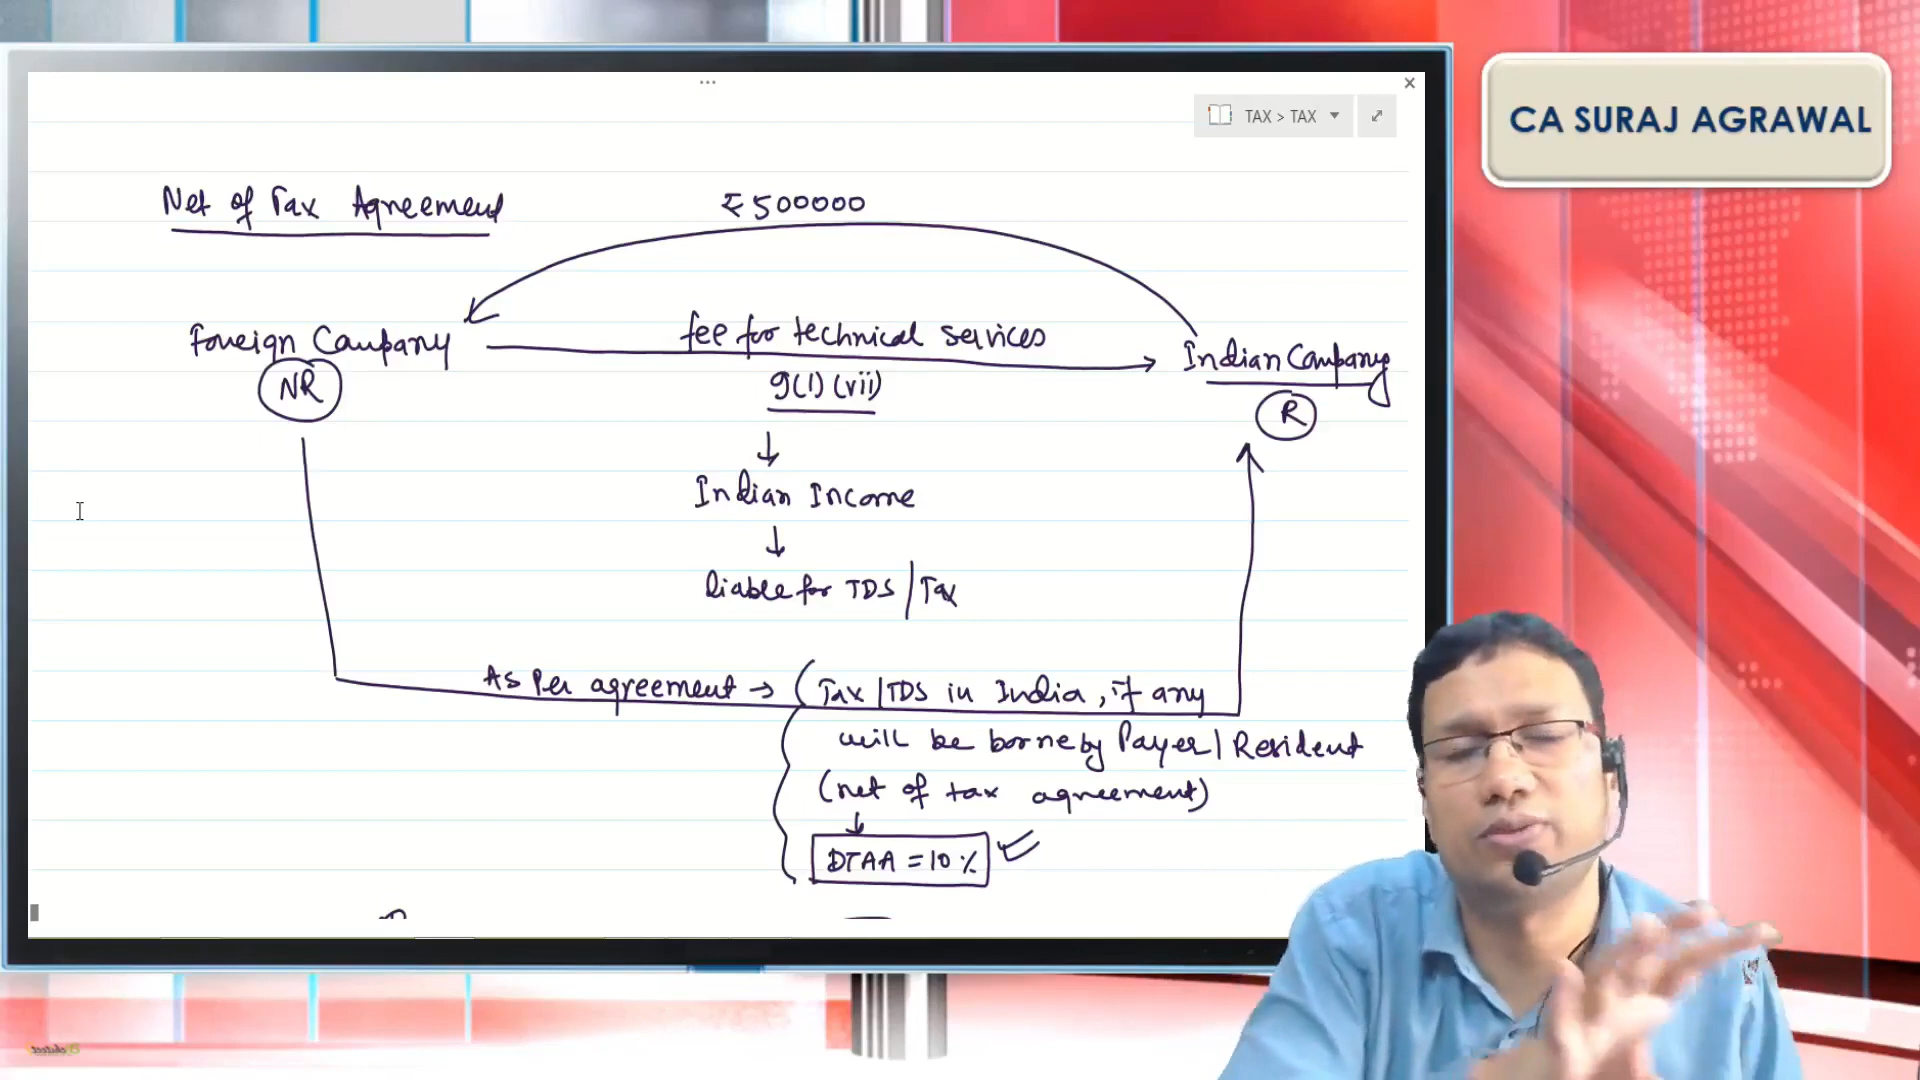 TAX > TAX
CA SURAJ AGRAWAL
Net of Tax Agreement
₹500000
Foreign Company
NR
fee for technical services
9(1)(vii)
Indian Company
R
Indian Income
liable for TDS/Tax
As Per agreement → Tax/TDS in India, if any
will be borne by Payer/Resident
(net of tax agreement)
DTAA = 10%